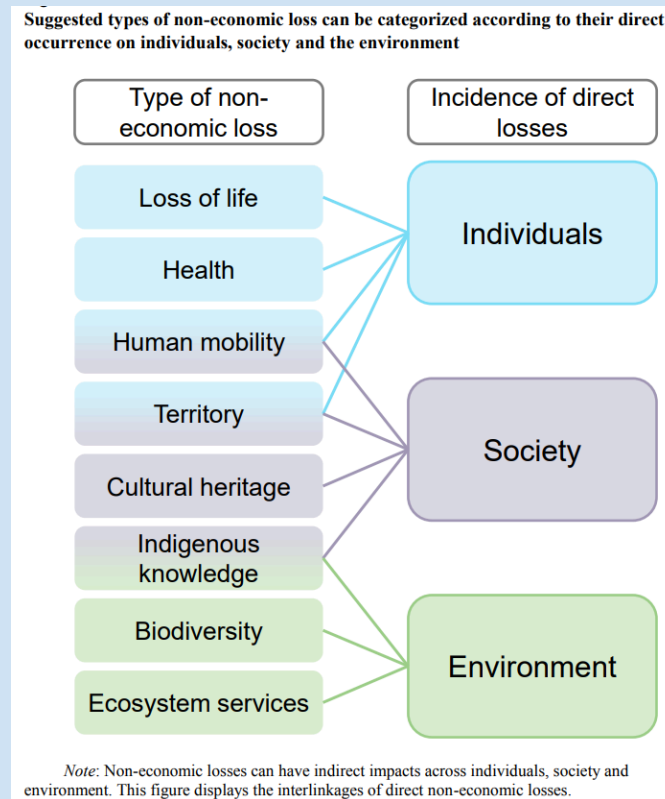 Suggested types of non-economic loss can be categorized according to their direct
occurrence on individuals, society and the environment
Type of non-
economic loss
Incidence of direct
losses
Loss of life
Health
Human mobility
Territory
Cultural heritage
Indigenous
knowledge
Biodiversity
Ecosystem services
Individuals
Society
Environment
Note: Non-economic losses can have indirect impacts across individuals, society and
environment. This figure displays the interlinkages of direct non-economic losses.